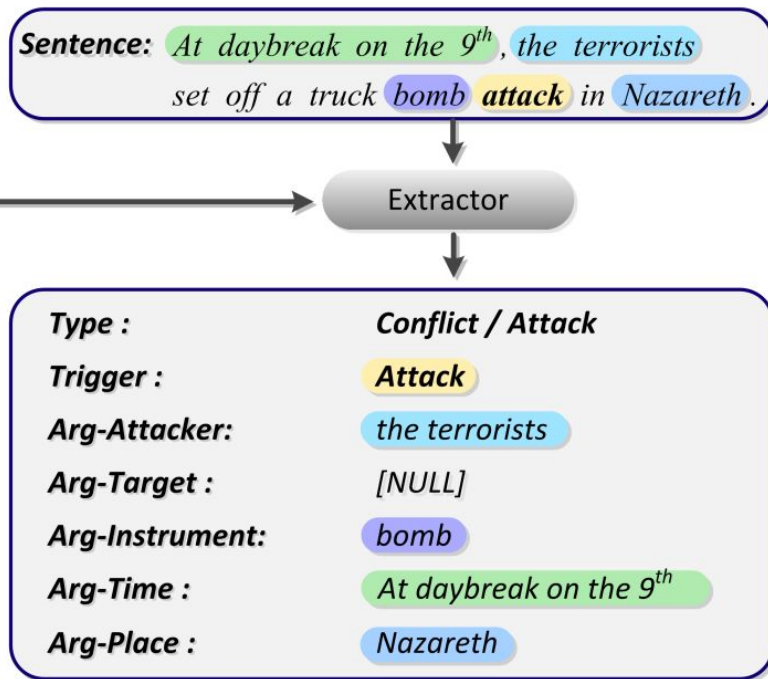 Sentence: At daybreak on the 9th, the terrorists
set off a truck bomb attack in Nazareth.
Extractor
Type : Conflict / Attack
Trigger : Attack
Arg-Attacker: the terrorists
Arg-Target : [NULL]
Arg-Instrument: bomb
Arg-Time : At daybreak on the 9th
Arg-Place : Nazareth